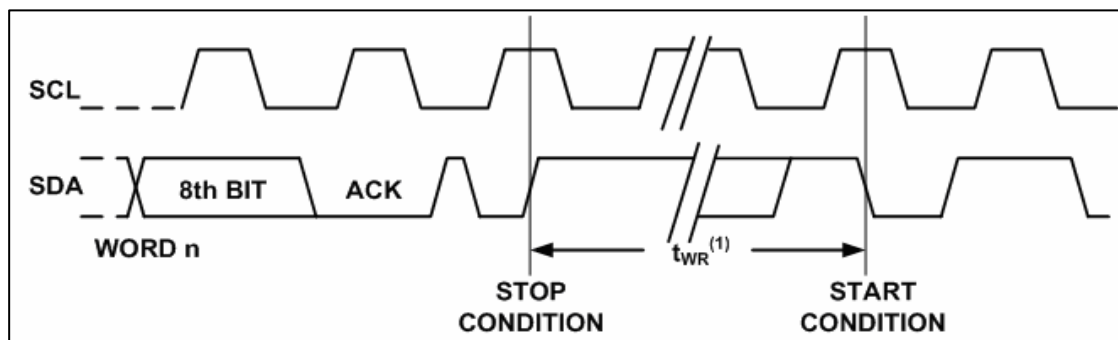 SCL
SDA
8th BIT
ACK
WORD n
tWR(1)
STOP
CONDITION
START
CONDITION